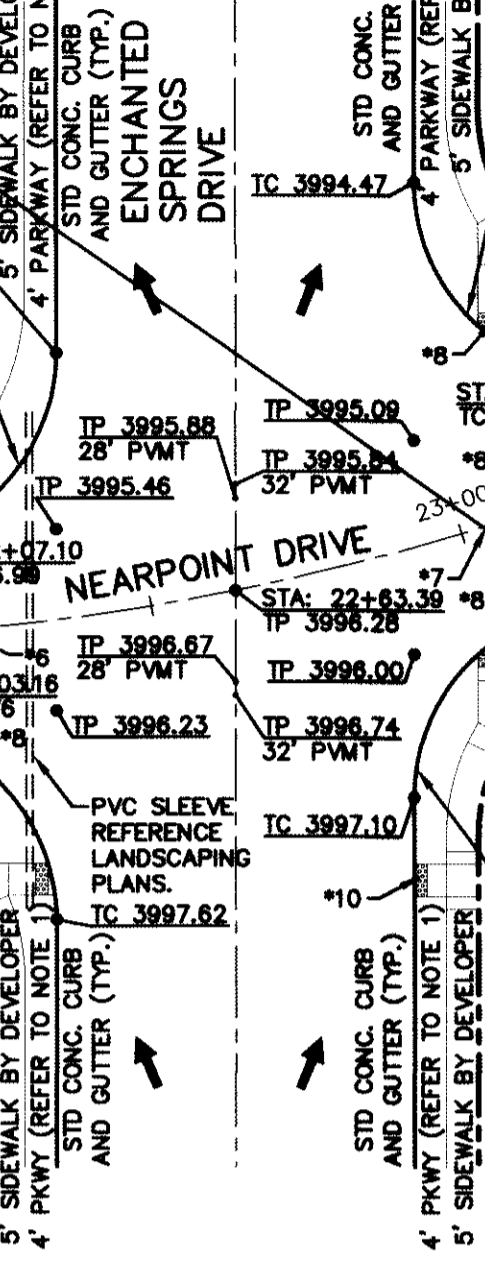 5' SIDEWALK BY DEVELO
4' PARKWAY (REFER TO N
STD CONC. CURB
AND GUTTER (TYP.)
ENCHANTED
SPRINGS
DRIVE
STD CONC.
AND GUTTER
4' PARKWAY (REF
5' SIDEWALK B
TC 3994.47
*8
TP 3995.88
28' PVMT
TP 3995.09
TP 3995.84
32' PVMT
ST
TC
*8
TP 3995.46
23+00
+07.10
NEARPOINT DRIVE
*7
*8
STA: 22+63.39
TP 3996.28
*6
TP 3996.67
28' PVMT
TP 3996.00
03.16
6
*8
TP 3996.23
TP 3996.74
32' PVMT
PVC SLEEVE
REFERENCE
LANDSCAPING
PLANS.
TC 3997.10
*10
TC 3997.62
5' SIDEWALK BY DEVELOPER
4' PKWY (REFER TO NOTE 1)
STD CONC. CURB
AND GUTTER (TYP.)
STD CONC. CURB
AND GUTTER (TYP.)
4' PKWY (REFER TO NOTE 1)
5' SIDEWALK BY DEVELOPER